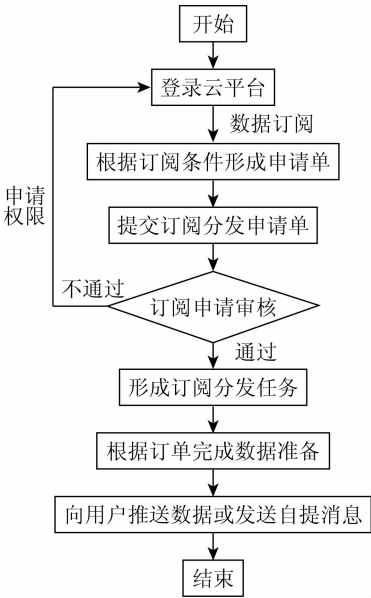 开始
登录云平台
数据订阅
根据订阅条件形成申请单
申请
权限
提交订阅分发申请单
不通过
订阅申请审核
通过
形成订阅分发任务
根据订单完成数据准备
向用户推送数据或发送自提消息
结束